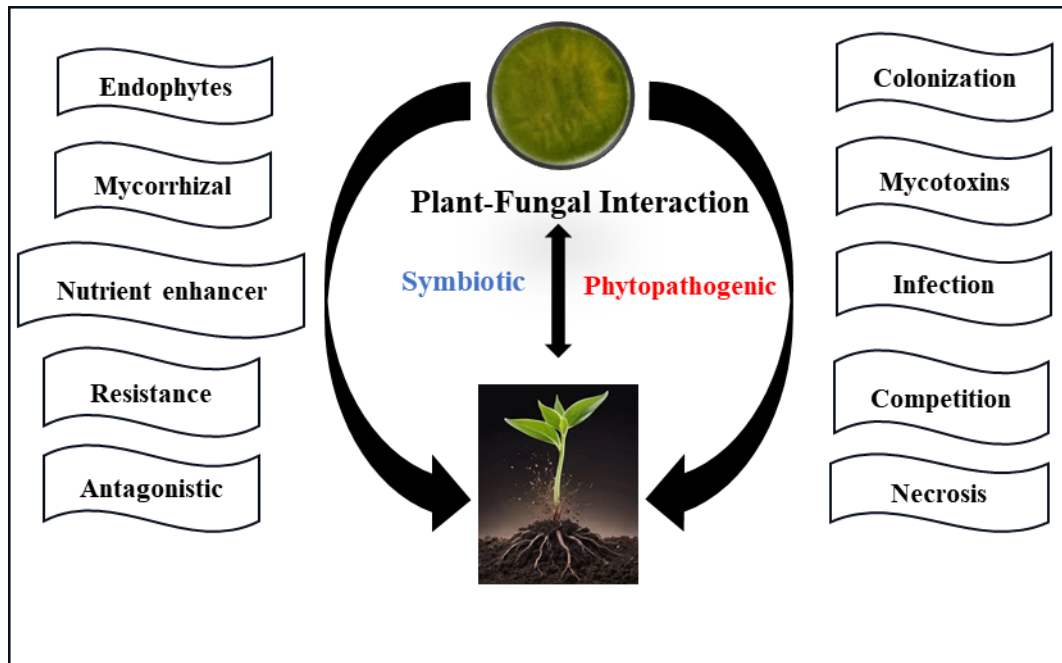 Endophytes
Mycorrhizal
Nutrient enhancer
Resistance
Antagonistic
Plant-Fungal Interaction
Symbiotic
Phytopathogenic
Colonization
Mycotoxins
Infection
Competition
Necrosis